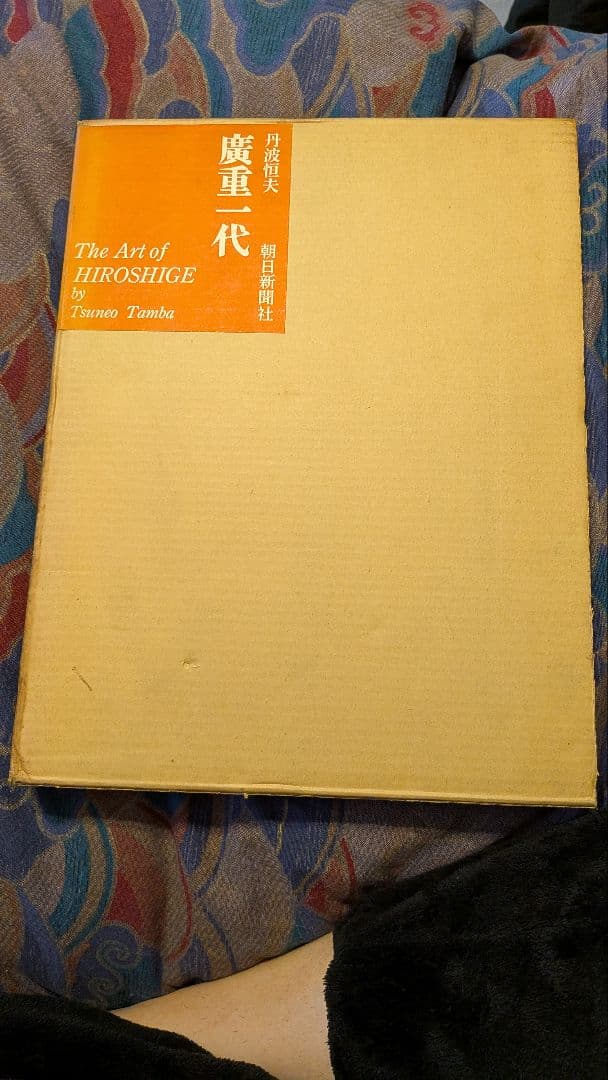 丹波恒夫
廣重一代
朝日新聞社
The Art of
HIROSHIGE
by
Tsuneo Tamba